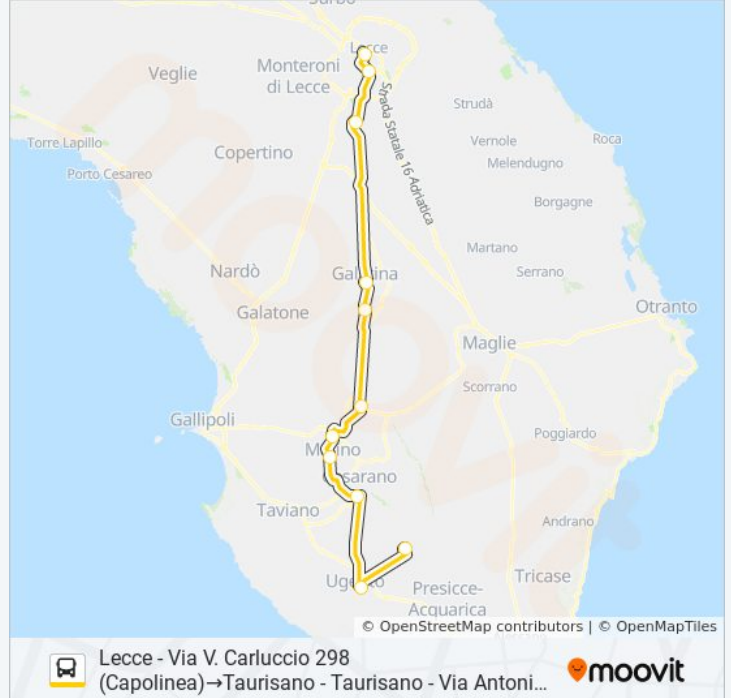 Lecce
Monteroni
di Lecce
Veglie
Strada Statale 16 Adriatica
Strudà
Torre Lapillo
Copertino
Vernole
Roca
Porto Cesareo
Melendugno
Borgagne
Martano
Nardò
Serrano
Galatone
Otranto
Maglie
Scorrano
Gallipoli
Poggiardo
Taviano
Andrano
Tricase
Presicce-
Acquarica
© OpenStreetMap contributors | © OpenMapTiles
Lecce - Via V. Carluccio 298
(Capolinea)→Taurisano - Taurisano - Via Antoni...
moovit